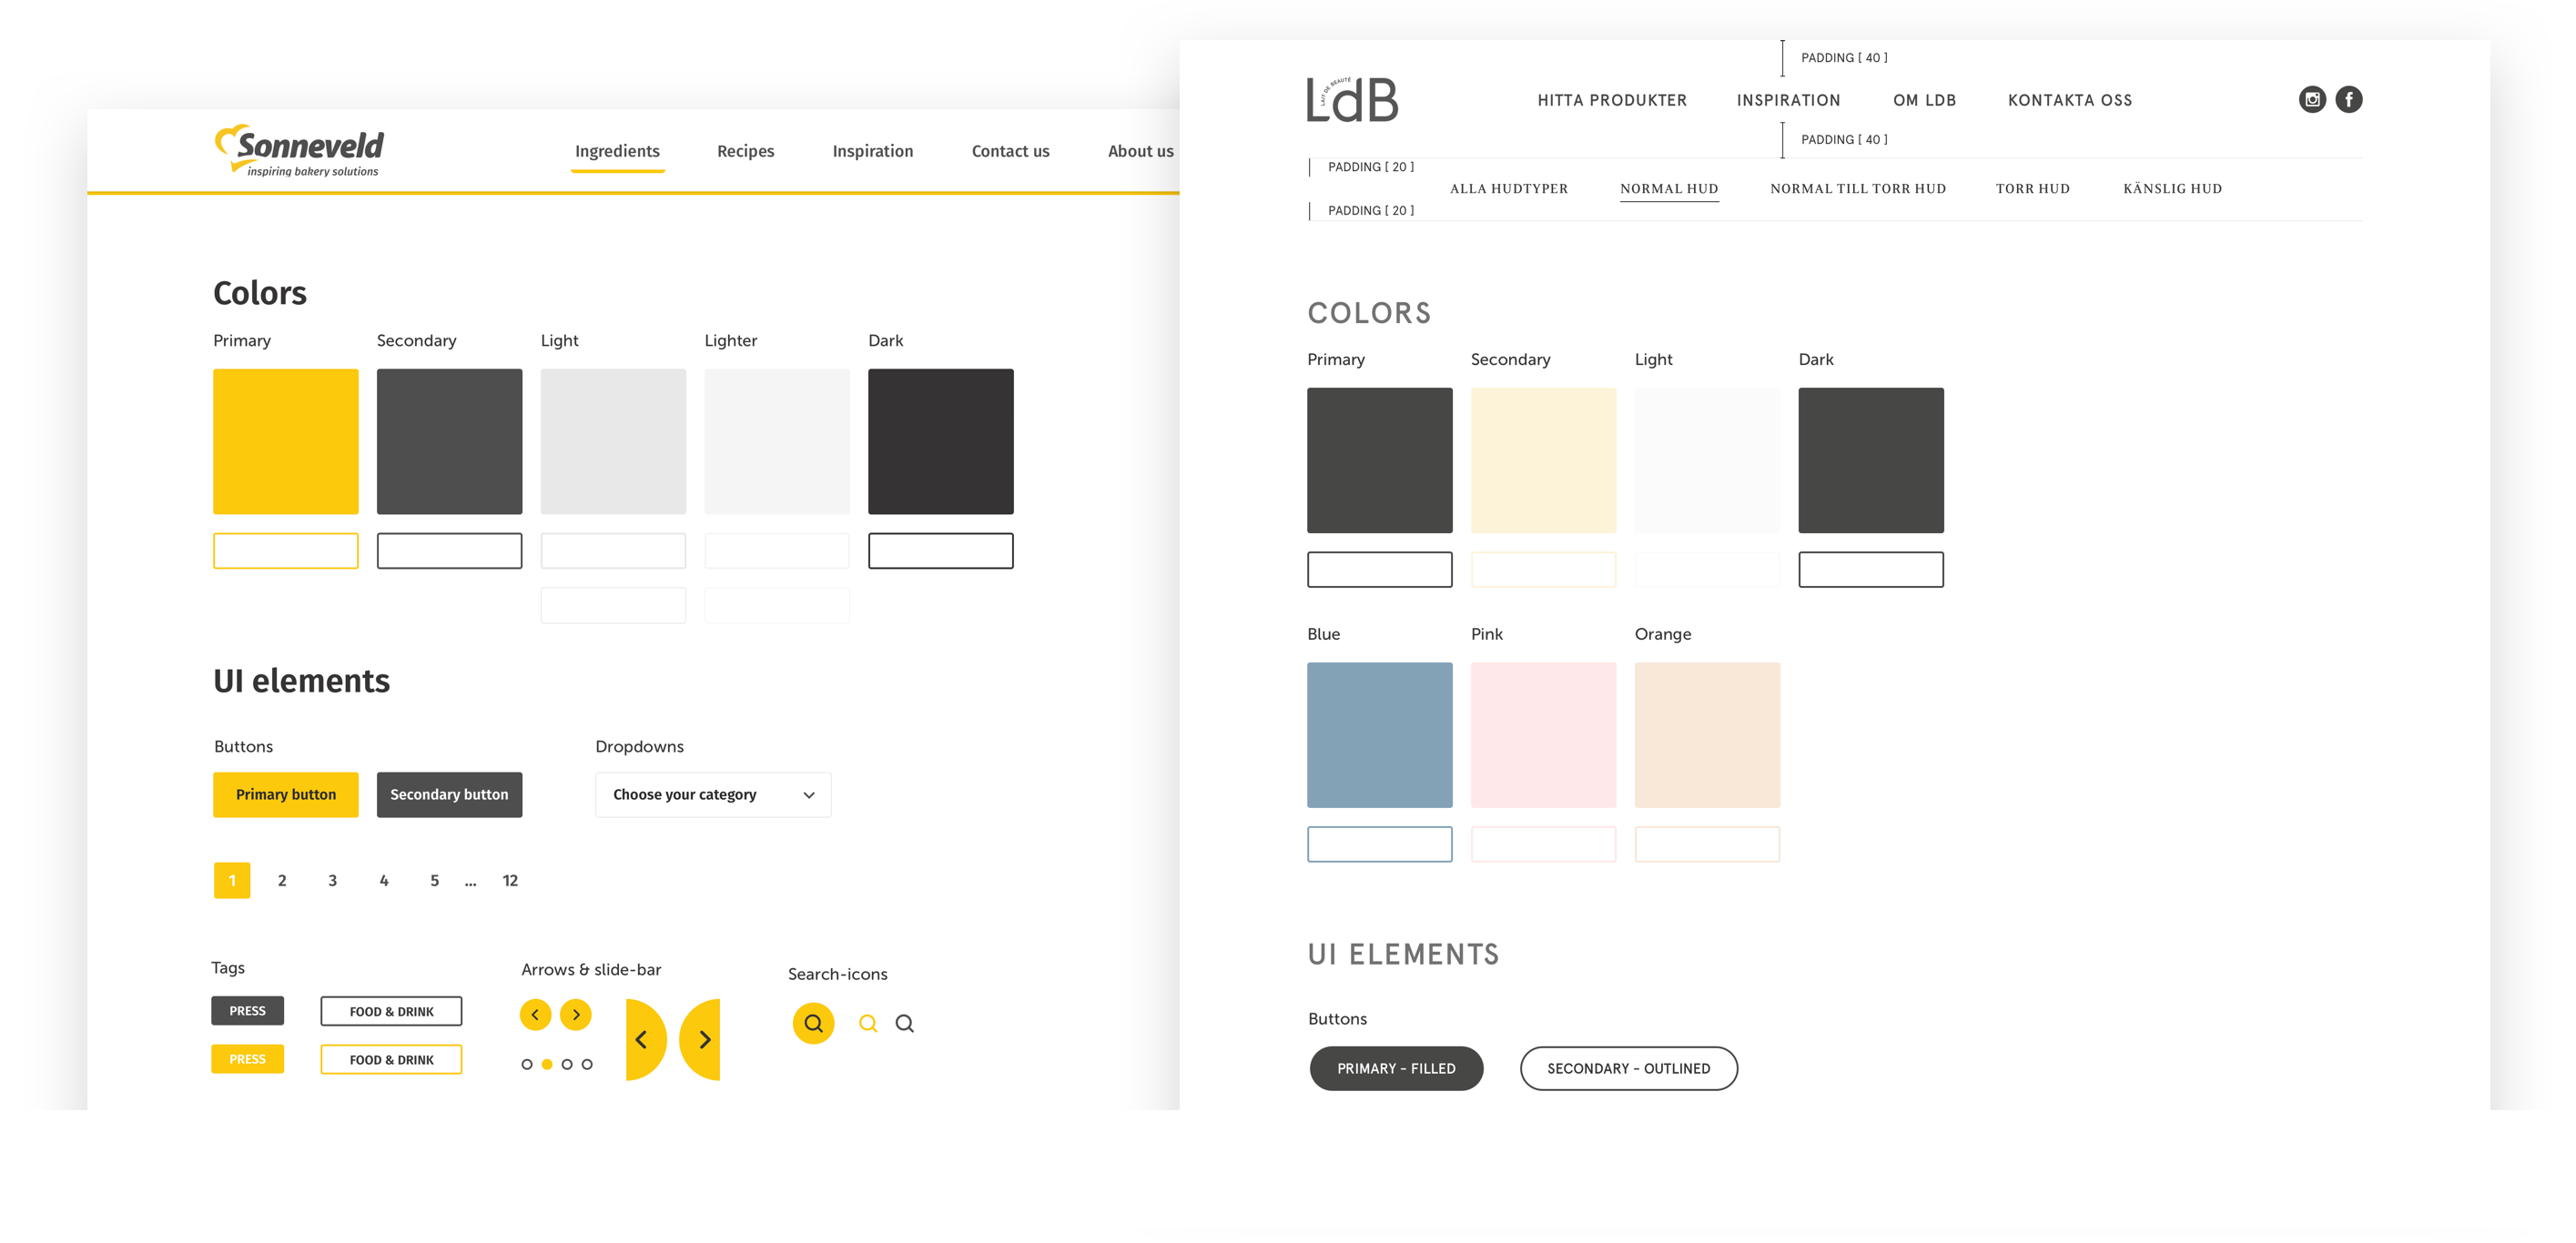 Sonneveld
inspiring bakery solutions
Ingredients Recipes Inspiration Contact us About us
Colors
Primary Secondary Light Lighter Dark
UI elements
Buttons Dropdowns
Primary button Secondary button Choose your category
1 2 3 4 5 ... 12
Tags Arrows & slide-bar Search-icons
PRESS FOOD & DRINK
PRESS FOOD & DRINK
PADDING [ 40 ]
LdB
LAIT DE BEAUTÉ
HITTA PRODUKTER INSPIRATION OM LDB KONTAKTA OSS
PADDING [ 40 ]
PADDING [ 20 ]
ALLA HUDTYPER NORMAL HUD NORMAL TILL TORR HUD TORR HUD KÄNSLIG HUD
PADDING [ 20 ]
COLORS
Primary Secondary Light Dark
Blue Pink Orange
UI ELEMENTS
Buttons
PRIMARY - FILLED SECONDARY - OUTLINED